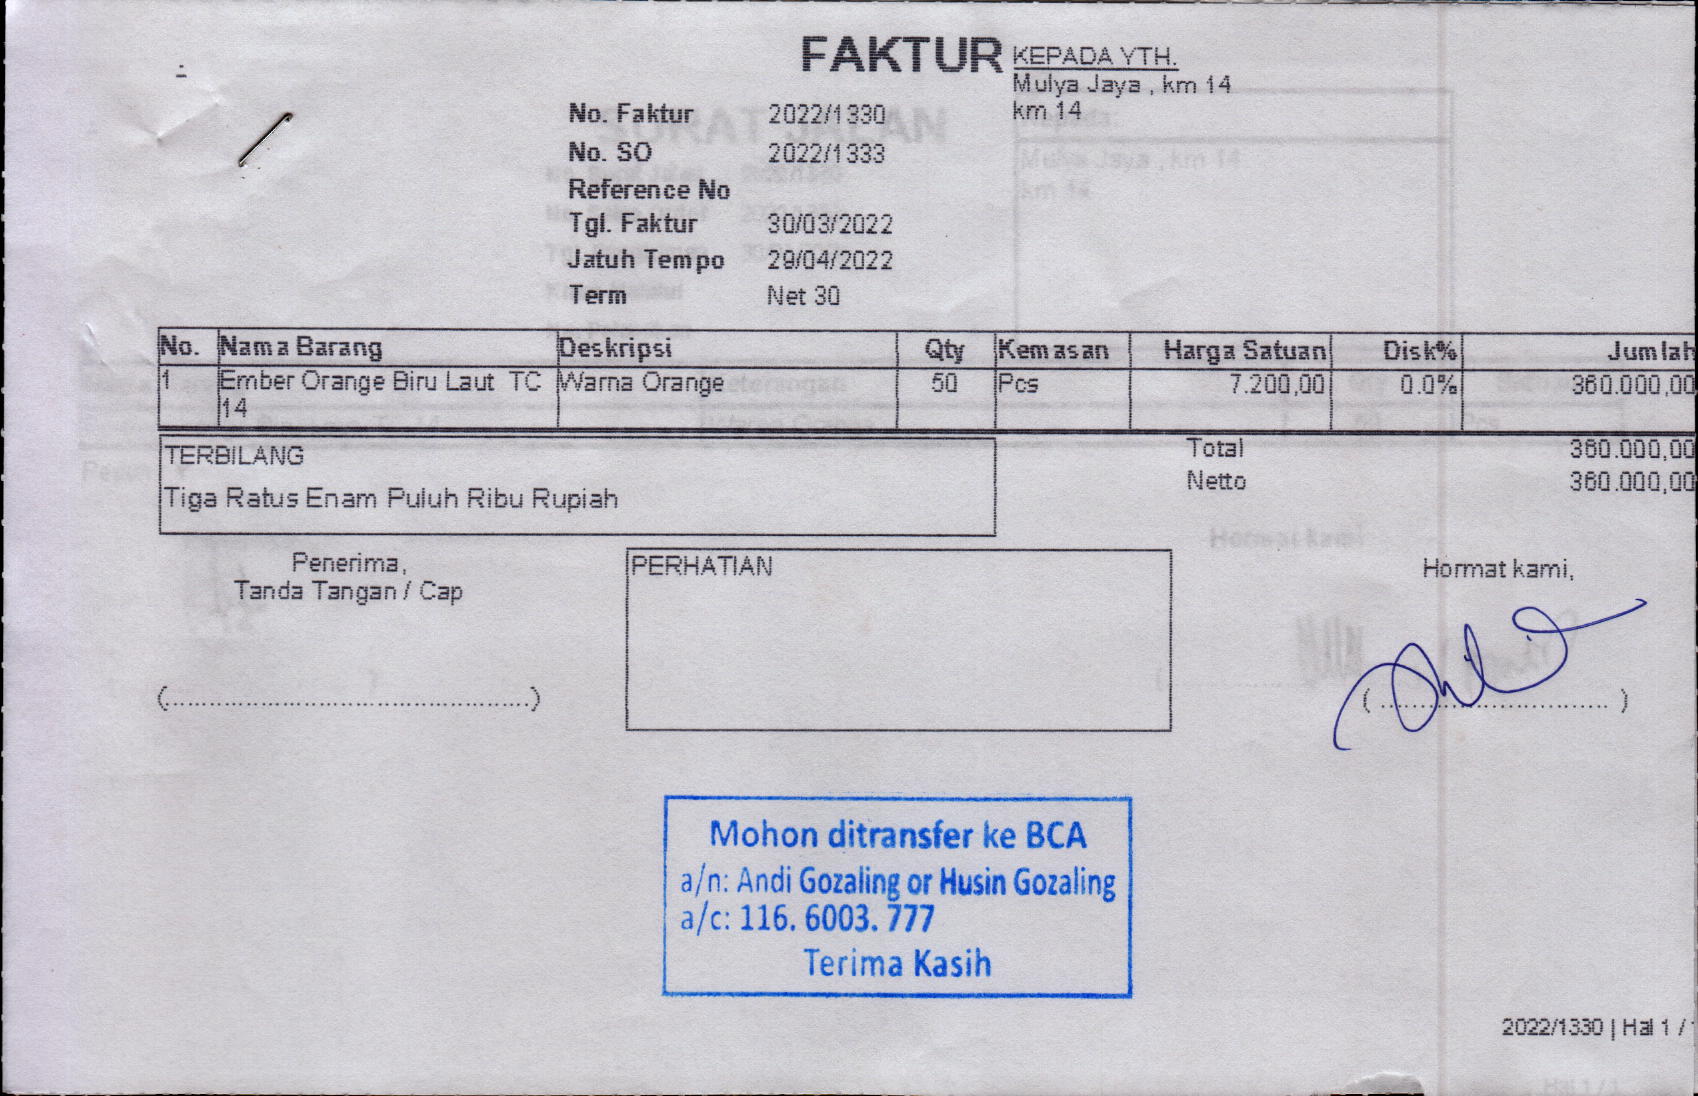 FAKTUR
KEPADA YTH.
Mulya Jaya , km 14
km 14
No. Faktur 2022/1330
No. SO 2022/1333
Reference No
Tgl. Faktur 30/03/2022
Jatuh Tempo 29/04/2022
Term Net 30
No. Nama Barang Deskripsi Qty Kemasan Harga Satuan Disk% Jumlah
1 Ember Orange Biru Laut TC Warna Orange 50 Pcs 7.200,00 0.0% 360.000,00
14
TERBILANG
Tiga Ratus Enam Puluh Ribu Rupiah
Total 360.000,00
Netto 360.000,00
Penerima,
Tanda Tangan / Cap
(................................................)
PERHATIAN
Hormat kami,
(................................)
Mohon ditransfer ke BCA
a/n: Andi Gozaling or Husin Gozaling
a/c: 116. 6003. 777
Terima Kasih
2022/1330 | Hal 1 /